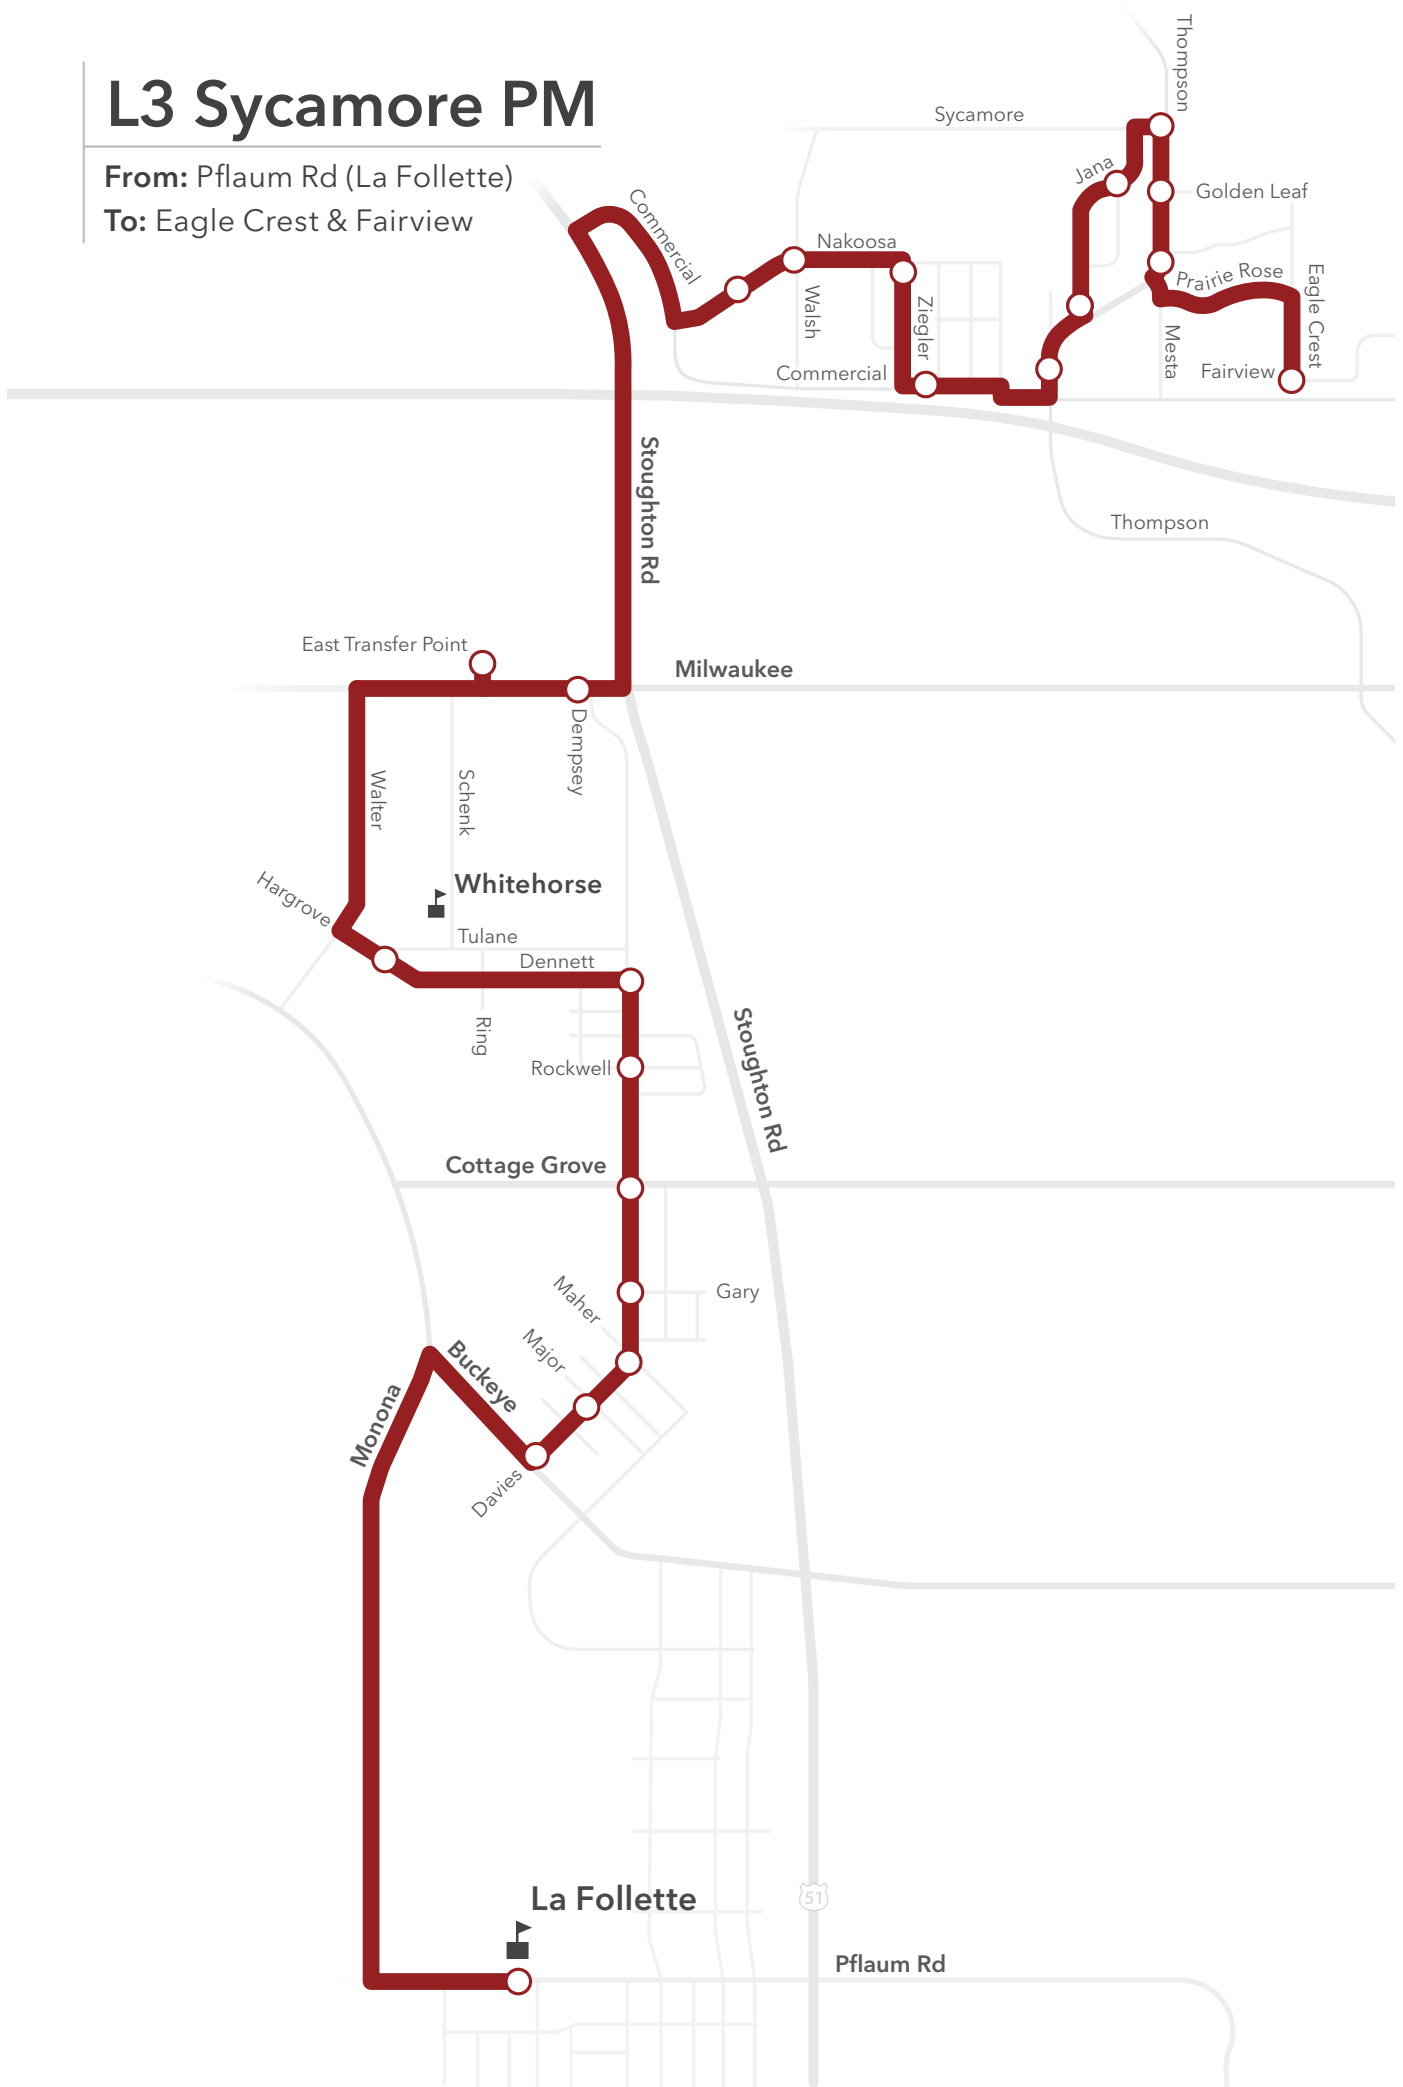 L3 Sycamore PM
From: Pflaum Rd (La Follette)
To: Eagle Crest & Fairview
Thompson
Sycamore
Jana
Golden Leaf
Commercial
Nakoosa
Prairie Rose
Eagle Crest
Walsh
Ziegler
Mesta
Commercial
Fairview
Stoughton Rd
Thompson
East Transfer Point
Milwaukee
Dempsey
Walter
Schenk
Hargrove
Whitehorse
Tulane
Dennett
Ring
Stoughton Rd
Rockwell
Cottage Grove
Maher
Gary
Major
Buckeye
Monona
Davies
La Follette
51
Pflaum Rd